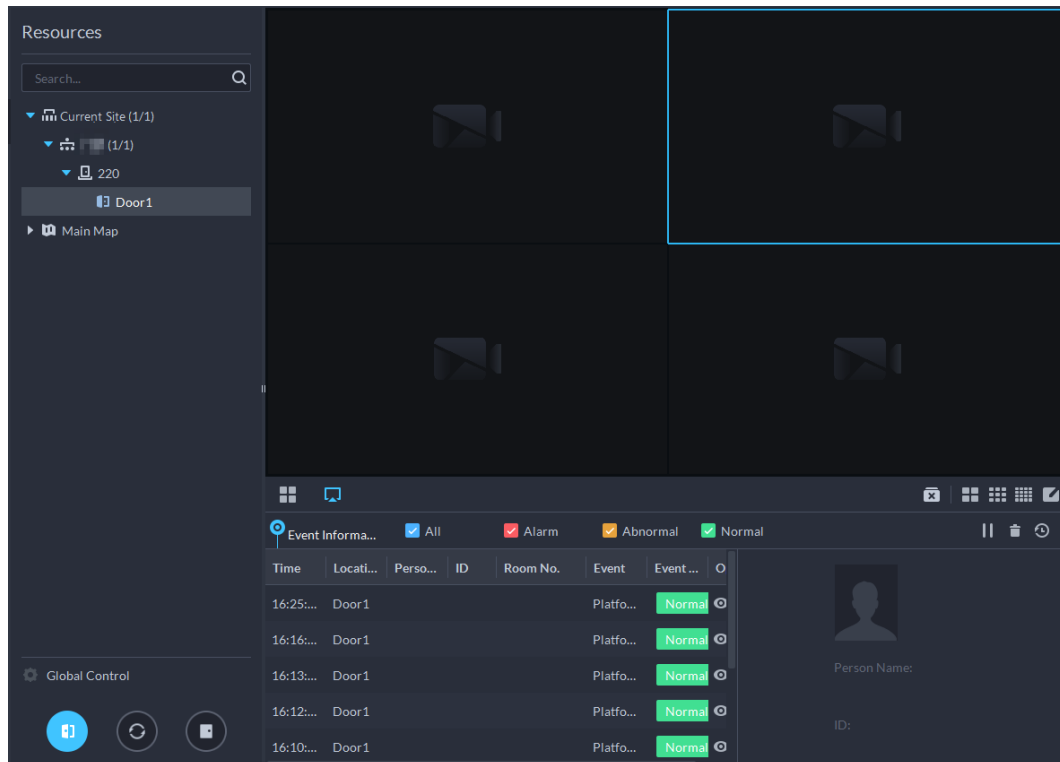 Resources
Search...
Current Site (1/1)
(1/1)
220
Door1
Main Map
Global Control
Event Informa... All Alarm Abnormal Normal
Time Locati... Perso... ID Room No. Event Event ... O
16:25:... Door1 Platfo... Normal
16:16:... Door1 Platfo... Normal
16:13:... Door1 Platfo... Normal
16:12:... Door1 Platfo... Normal
16:10:... Door1 Platfo... Normal
Person Name:
ID: